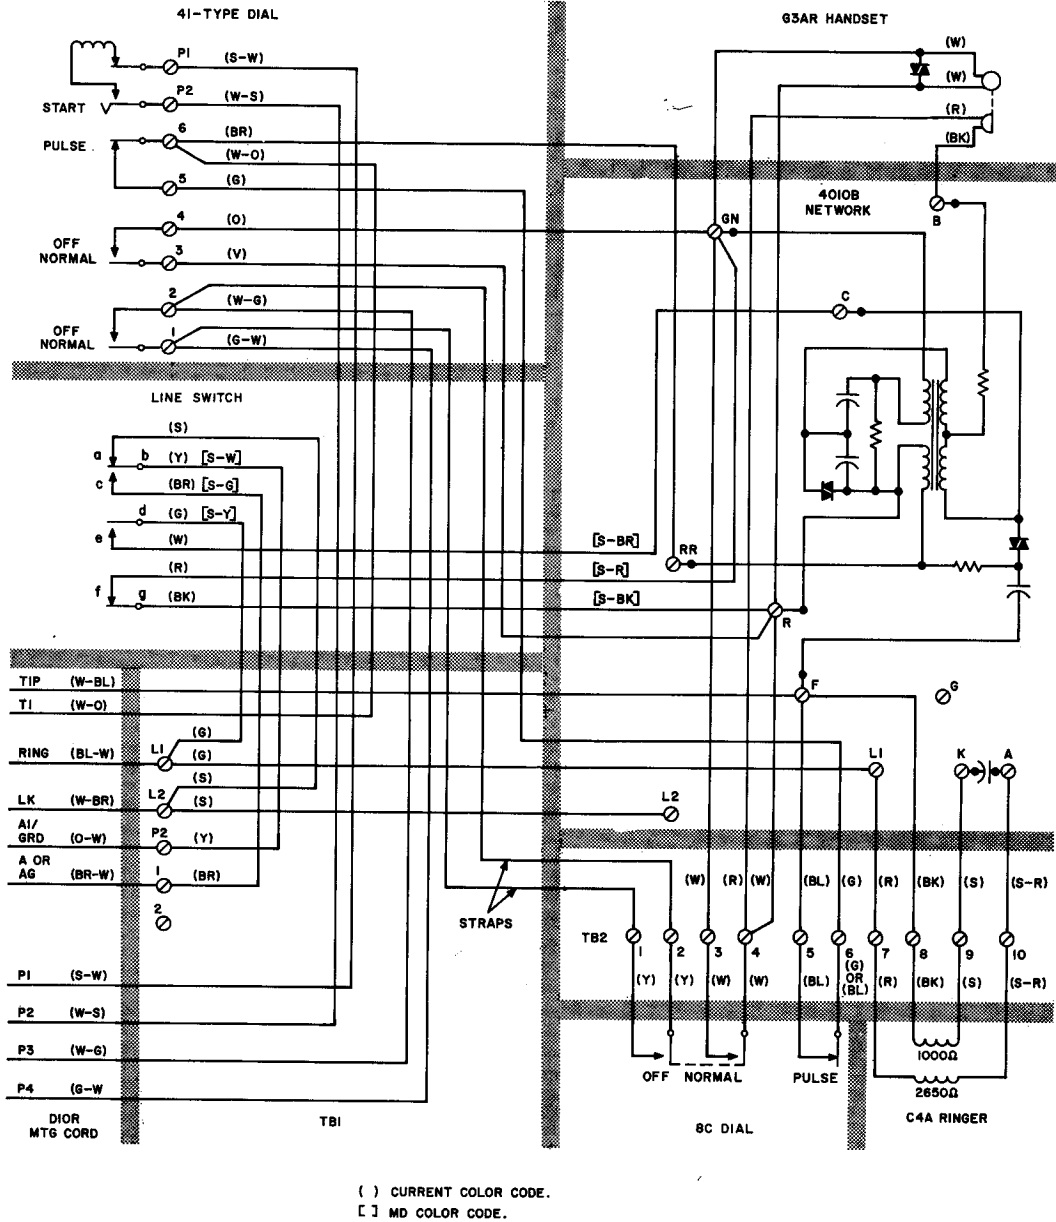 41-TYPE DIAL
G3AR HANDSET
P1
(S-W)
P2
(W-S)
START
6
(BR)
PULSE
(W-O)
5
(G)
4
(O)
OFF
NORMAL
3
(V)
2
(W-G)
OFF
NORMAL
1
(G-W)
(W)
(W)
(R)
(BK)
4010B
NETWORK
B
GN
C
LINE SWITCH
(S)
a
b
(Y) [S-W]
c
(BR) [S-G]
d
(G) [S-Y]
e
(W)
[S-BR]
RR
(R)
[S-R]
f
g
(BK)
[S-BK]
R
TIP (W-BL)
F
G
T1 (W-O)
(G)
RING (BL-W)
L1
(G)
L1
K
A
(S)
LK (W-BR)
L2
(S)
L2
A1/
GRD (O-W)
P2
(Y)
A OR
AG (BR-W)
1
(BR)
2
STRAPS
(W)
(R)
(W)
(BL)
(G)
(R)
(BK)
(S)
(S-R)
TB2
1
2
3
4
5
6
7
8
9
10
(Y)
(Y)
(W)
(W)
(BL)
(G)
OR
(BL)
(R)
(BK)
(S)
(S-R)
P1 (S-W)
P2 (W-S)
P3 (W-G)
P4 (G-W
1000Ω
OFF NORMAL
PULSE
2650Ω
DIOR
MTG CORD
TB1
8C DIAL
C4A RINGER
( ) CURRENT COLOR CODE.
[ ] MD COLOR CODE.